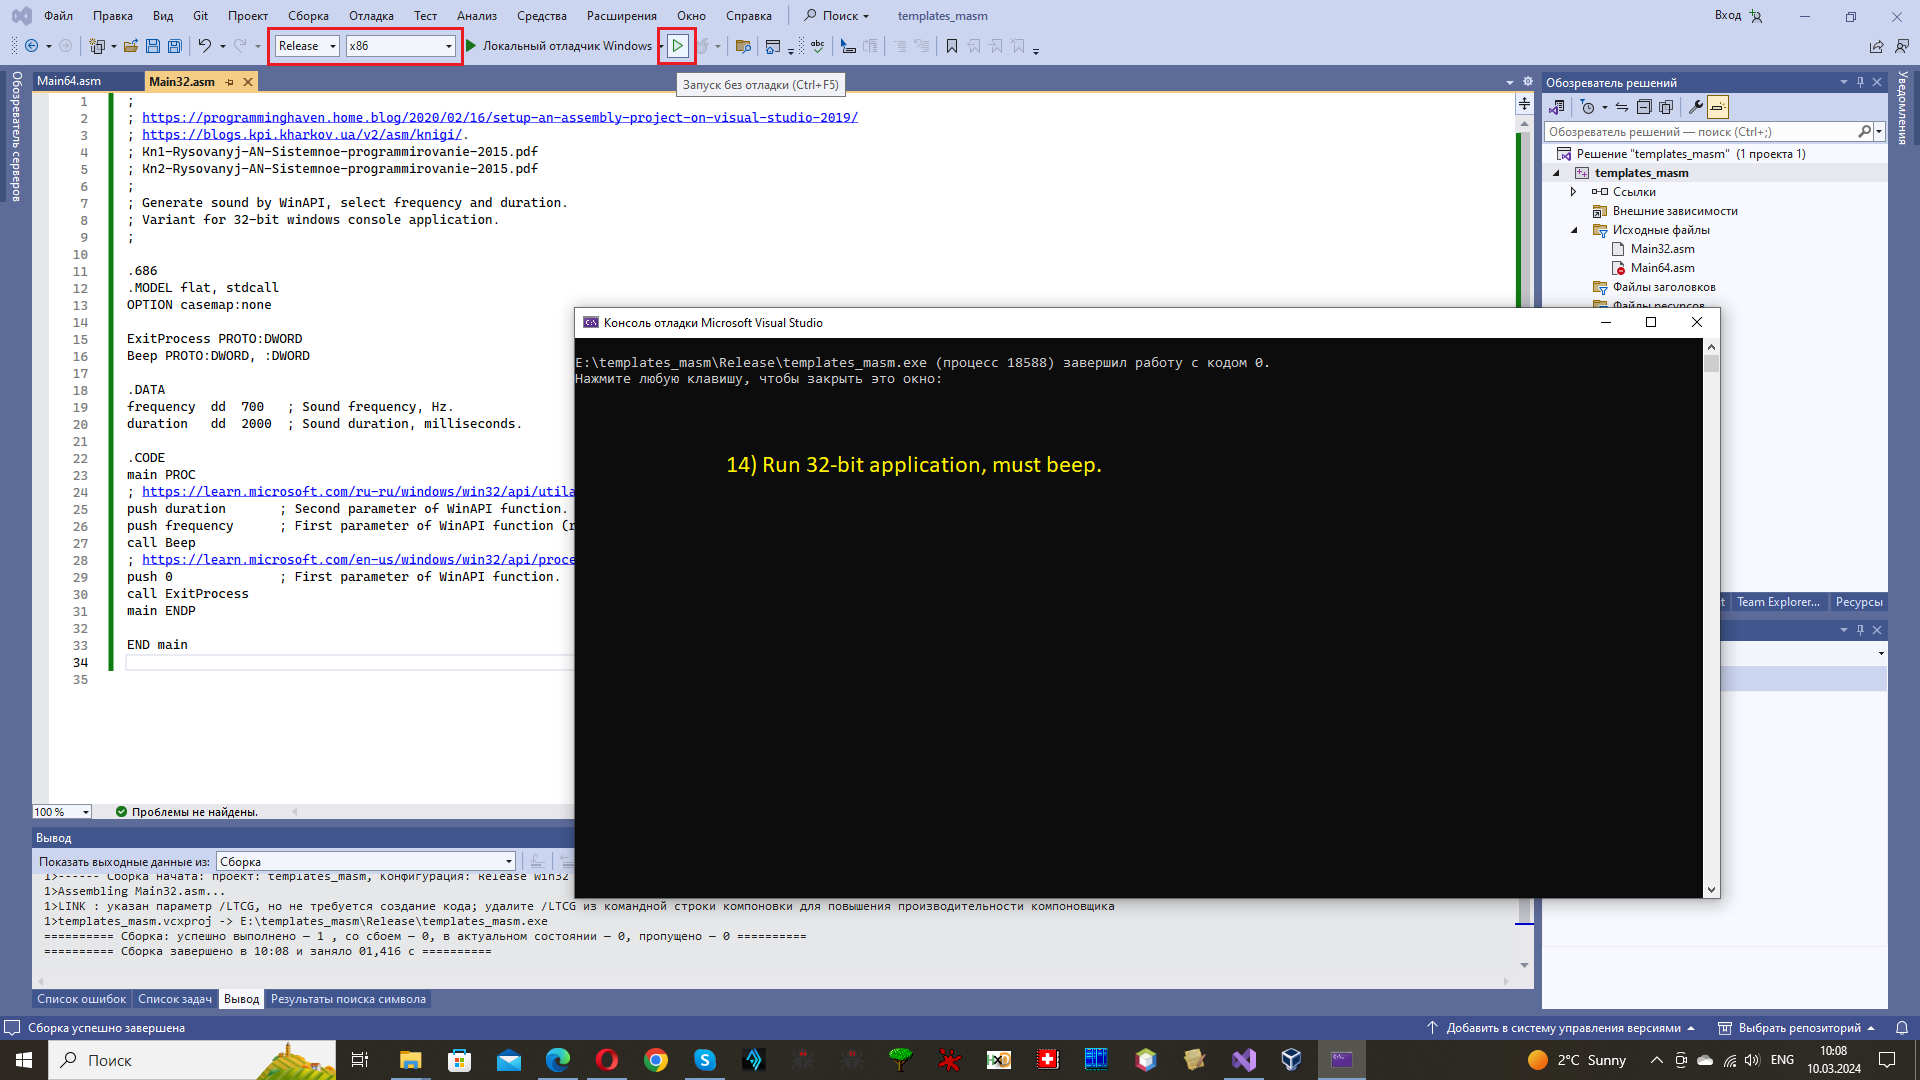 Файл Правка Вид Git Проект Сборка Отладка Тест Анализ Средства Расширения Окно Справка Поиск templates_masm Вход
Release x86 Локальный отладчик Windows
Запуск без отладки (Ctrl+F5)
Обозреватель серверов
Уведомления
Main64.asm Main32.asm
1 ;
2 ; https://programminghaven.home.blog/2020/02/16/setup-an-assembly-project-on-visual-studio-2019/
3 ; https://blogs.kpi.kharkov.ua/v2/asm/knigi/.
4 ; Kn1-Rysovanyj-AN-Sistemnoe-programmirovanie-2015.pdf
5 ; Kn2-Rysovanyj-AN-Sistemnoe-programmirovanie-2015.pdf
6 ;
7 ; Generate sound by WinAPI, select frequency and duration.
8 ; Variant for 32-bit windows console application.
9 ;
10
11 .686
12 .MODEL flat, stdcall
13 OPTION casemap:none
14
15 ExitProcess PROTO:DWORD
16 Beep PROTO:DWORD, :DWORD
17
18 .DATA
19 frequency dd 700 ; Sound frequency, Hz.
20 duration dd 2000 ; Sound duration, milliseconds.
21
22 .CODE
23 main PROC
24 ; https://learn.microsoft.com/ru-ru/windows/win32/api/utila
25 push duration ; Second parameter of WinAPI function.
26 push frequency ; First parameter of WinAPI function (r
27 call Beep
28 ; https://learn.microsoft.com/en-us/windows/win32/api/proce
29 push 0 ; First parameter of WinAPI function.
30 call ExitProcess
31 main ENDP
32
33 END main
34
35
100 % Проблемы не найдены.
Консоль отладки Microsoft Visual Studio
E:\templates_masm\Release\templates_masm.exe (процесс 18588) завершил работу с кодом 0.
Нажмите любую клавишу, чтобы закрыть это окно:
14) Run 32-bit application, must beep.
Обозреватель решений
Обозреватель решений — поиск (Ctrl+;)
Решение "templates_masm" (1 проекта 1)
templates_masm
Ссылки
Внешние зависимости
Исходные файлы
Main32.asm
Main64.asm
Файлы заголовков
Файлы ресурсов
t Team Explorer... Ресурсы
Вывод
Показать выходные данные из: Сборка
1>------ Сборка начата: проект: templates_masm, Конфигурация: Release Win32
1>Assembling Main32.asm...
1>LINK : указан параметр /LTCG, но не требуется создание кода; удалите /LTCG из командной строки компоновки для повышения производительности компоновщика
1>templates_masm.vcxproj -> E:\templates_masm\Release\templates_masm.exe
========== Сборка: успешно выполнено — 1 , со сбоем — 0, в актуальном состоянии — 0, пропущено — 0 ==========
========== Сборка завершено в 10:08 и заняло 01,416 с ==========
Список ошибок Список задач Вывод Результаты поиска символа
Сборка успешно завершена Добавить в систему управления версиями Выбрать репозиторий
Поиск 2°C Sunny ENG 10:08
10.03.2024